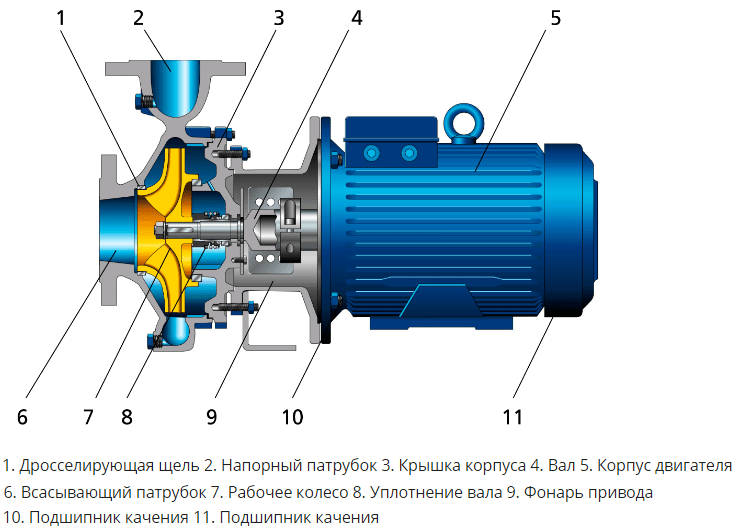 1 2 3 4 5
6 7 8 9 10 11
1. Дросселирующая щель 2. Напорный патрубок 3. Крышка корпуса 4. Вал 5. Корпус двигателя
6. Всасывающий патрубок 7. Рабочее колесо 8. Уплотнение вала 9. Фонарь привода
10. Подшипник качения 11. Подшипник качения